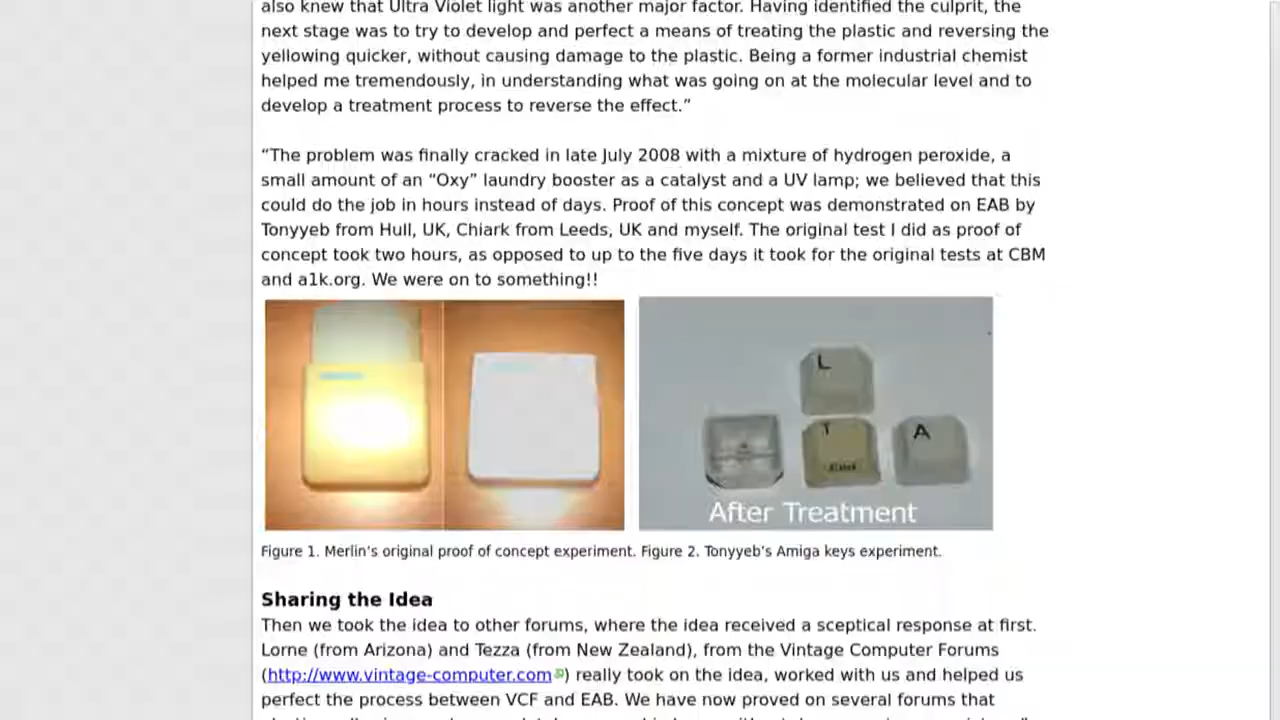 also knew that Ultra Violet light was another major factor. Having identified the culprit, the
next stage was to try to develop and perfect a means of treating the plastic and reversing the
yellowing quicker, without causing damage to the plastic. Being a former industrial chemist
helped me tremendously, in understanding what was going on at the molecular level and to
develop a treatment process to reverse the effect.”
“The problem was finally cracked in late July 2008 with a mixture of hydrogen peroxide, a
small amount of an “Oxy” laundry booster as a catalyst and a UV lamp; we believed that this
could do the job in hours instead of days. Proof of this concept was demonstrated on EAB by
Tonyyeb from Hull, UK, Chiark from Leeds, UK and myself. The original test I did as proof of
concept took two hours, as opposed to up to the five days it took for the original tests at CBM
and a1k.org. We were on to something!!
L
T
A
After Treatment
Figure 1. Merlin’s original proof of concept experiment. Figure 2. Tonyyeb’s Amiga keys experiment.
Sharing the Idea
Then we took the idea to other forums, where the idea received a sceptical response at first.
Lorne (from Arizona) and Tezza (from New Zealand), from the Vintage Computer Forums
(http://www.vintage-computer.com) really took on the idea, worked with us and helped us
perfect the process between VCF and EAB. We have now proved on several forums that